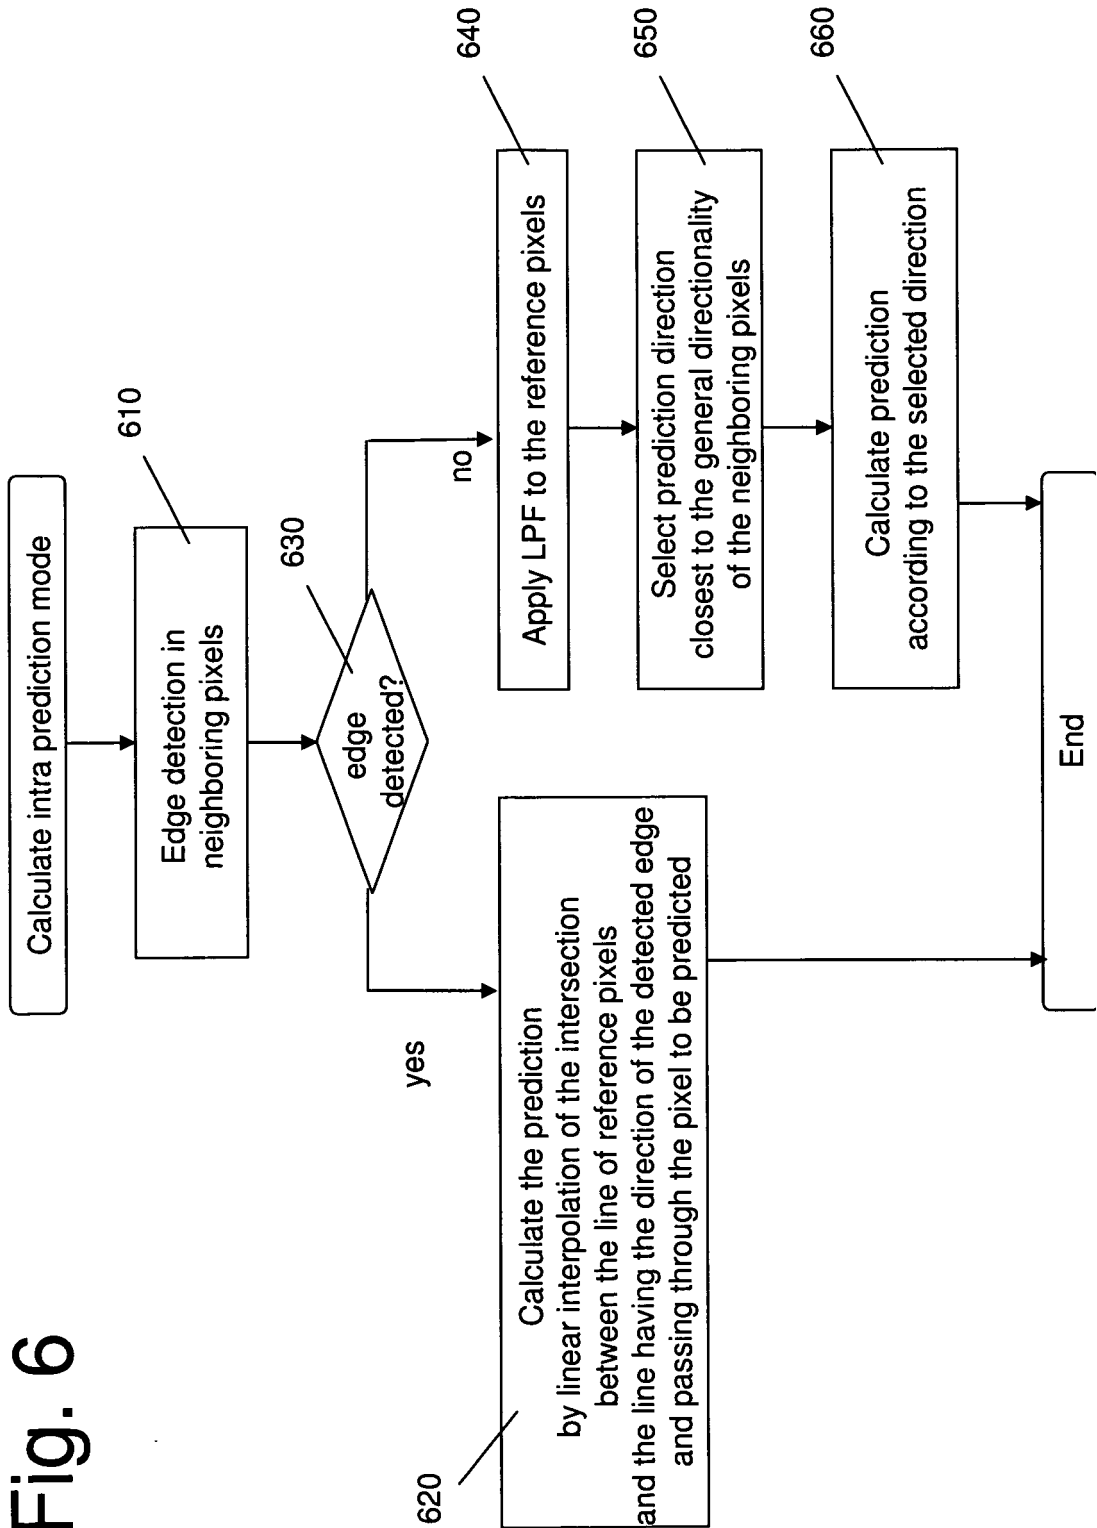 Fig. 6
Calculate intra prediction mode
610
Edge detection in
neighboring pixels
630
edge
detected?
yes
no
620
Calculate the prediction
by linear interpolation of the intersection
between the line of reference pixels
and the line having the direction of the detected edge
and passing through the pixel to be predicted
640
Apply LPF to the reference pixels
650
Select prediction direction
closest to the general directionality
of the neighboring pixels
660
Calculate prediction
according to the selected direction
End